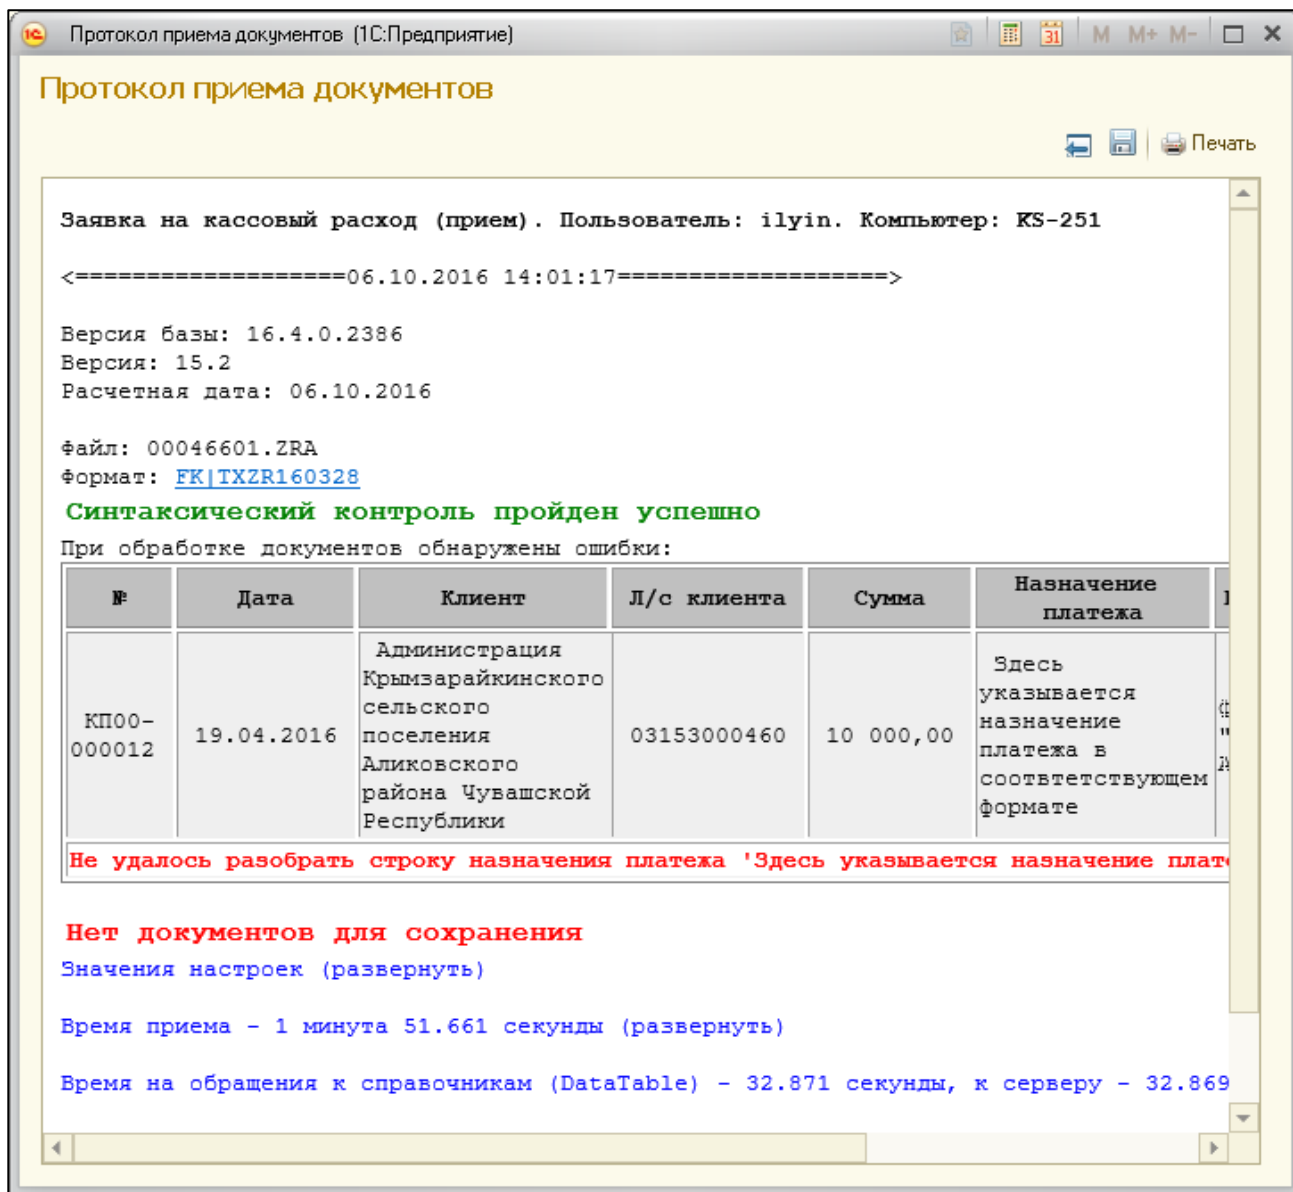 Протокол приема документов (1С:Предприятие)
31 M M+ M-
Протокол приема документов
Печать
Заявка на кассовый расход (прием). Пользователь: ilyin. Компьютер: KS-251
<===================06.10.2016 14:01:17===================>
Версия базы: 16.4.0.2386
Версия: 15.2
Расчетная дата: 06.10.2016
Файл: 00046601.ZRA
Формат: FK|TXZR160328
Синтаксический контроль пройден успешно
При обработке документов обнаружены ошибки:
№ Дата Клиент Л/с клиента Сумма Назначение
платежа
КП00-
000012
19.04.2016
Администрация
Крымзарайкинского
сельского
поселения
Аликовского
района Чувашской
Республики
03153000460
10 000,00
Здесь
указывается
назначение
платежа в
соотвтетствующем
формате
Не удалось разобрать строку назначения платежа 'Здесь указывается назначение
Нет документов для сохранения
Значения настроек (развернуть)
Время приема - 1 минута 51.661 секунды (развернуть)
Время на обращения к справочникам (DataTable) - 32.871 секунды, к серверу - 32.869